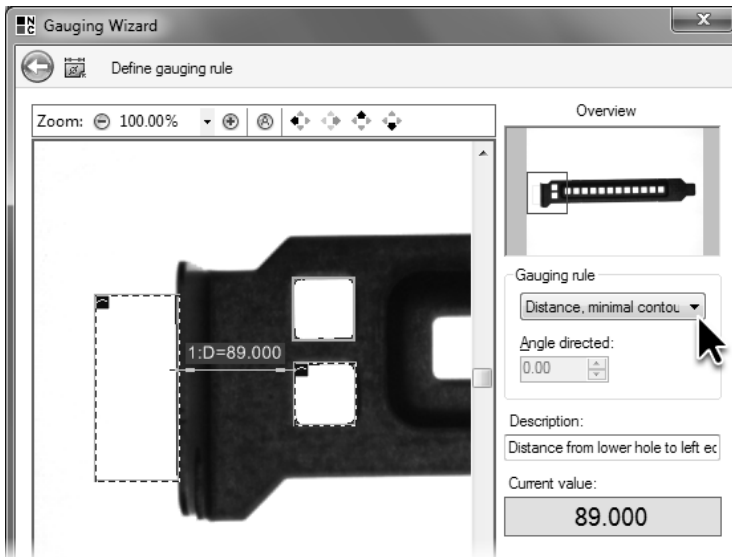 NC Gauging Wizard
Define gauging rule
Zoom: 100.00%
Overview
Gauging rule
Distance, minimal contou
Angle directed:
0.00
1:D=89.000
Description:
Distance from lower hole to left ec
Current value:
89.000